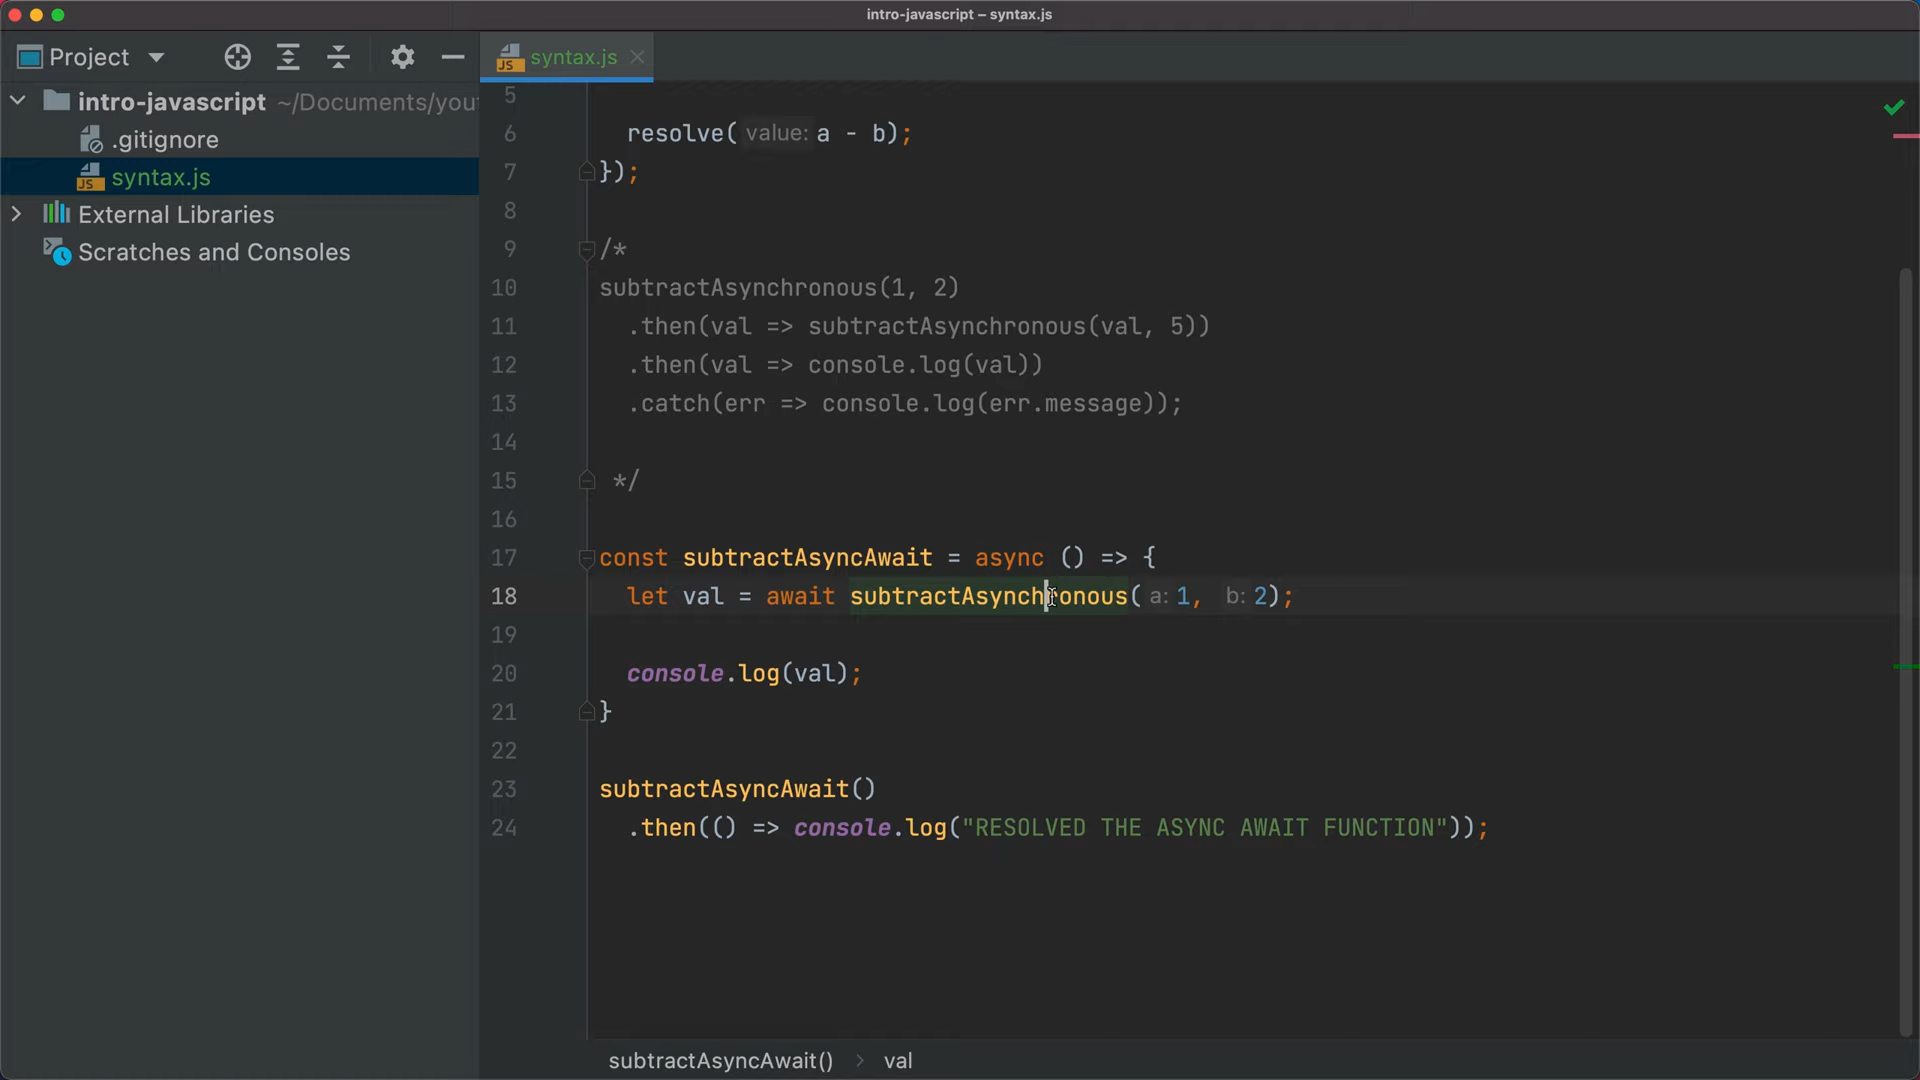 intro-javascript – syntax.js
Project
syntax.js
intro-javascript ~/Documents/you
.gitignore
syntax.js
External Libraries
Scratches and Consoles
5
6 resolve( value: a - b);
7 });
8
9 /*
10 subtractAsynchronous(1, 2)
11 .then(val => subtractAsynchronous(val, 5))
12 .then(val => console.log(val))
13 .catch(err => console.log(err.message));
14
15 */
16
17 const subtractAsyncAwait = async () => {
18 let val = await subtractAsynchronous( a: 1, b: 2);
19
20 console.log(val);
21 }
22
23 subtractAsyncAwait()
24 .then(() => console.log("RESOLVED THE ASYNC AWAIT FUNCTION"));
subtractAsyncAwait() > val